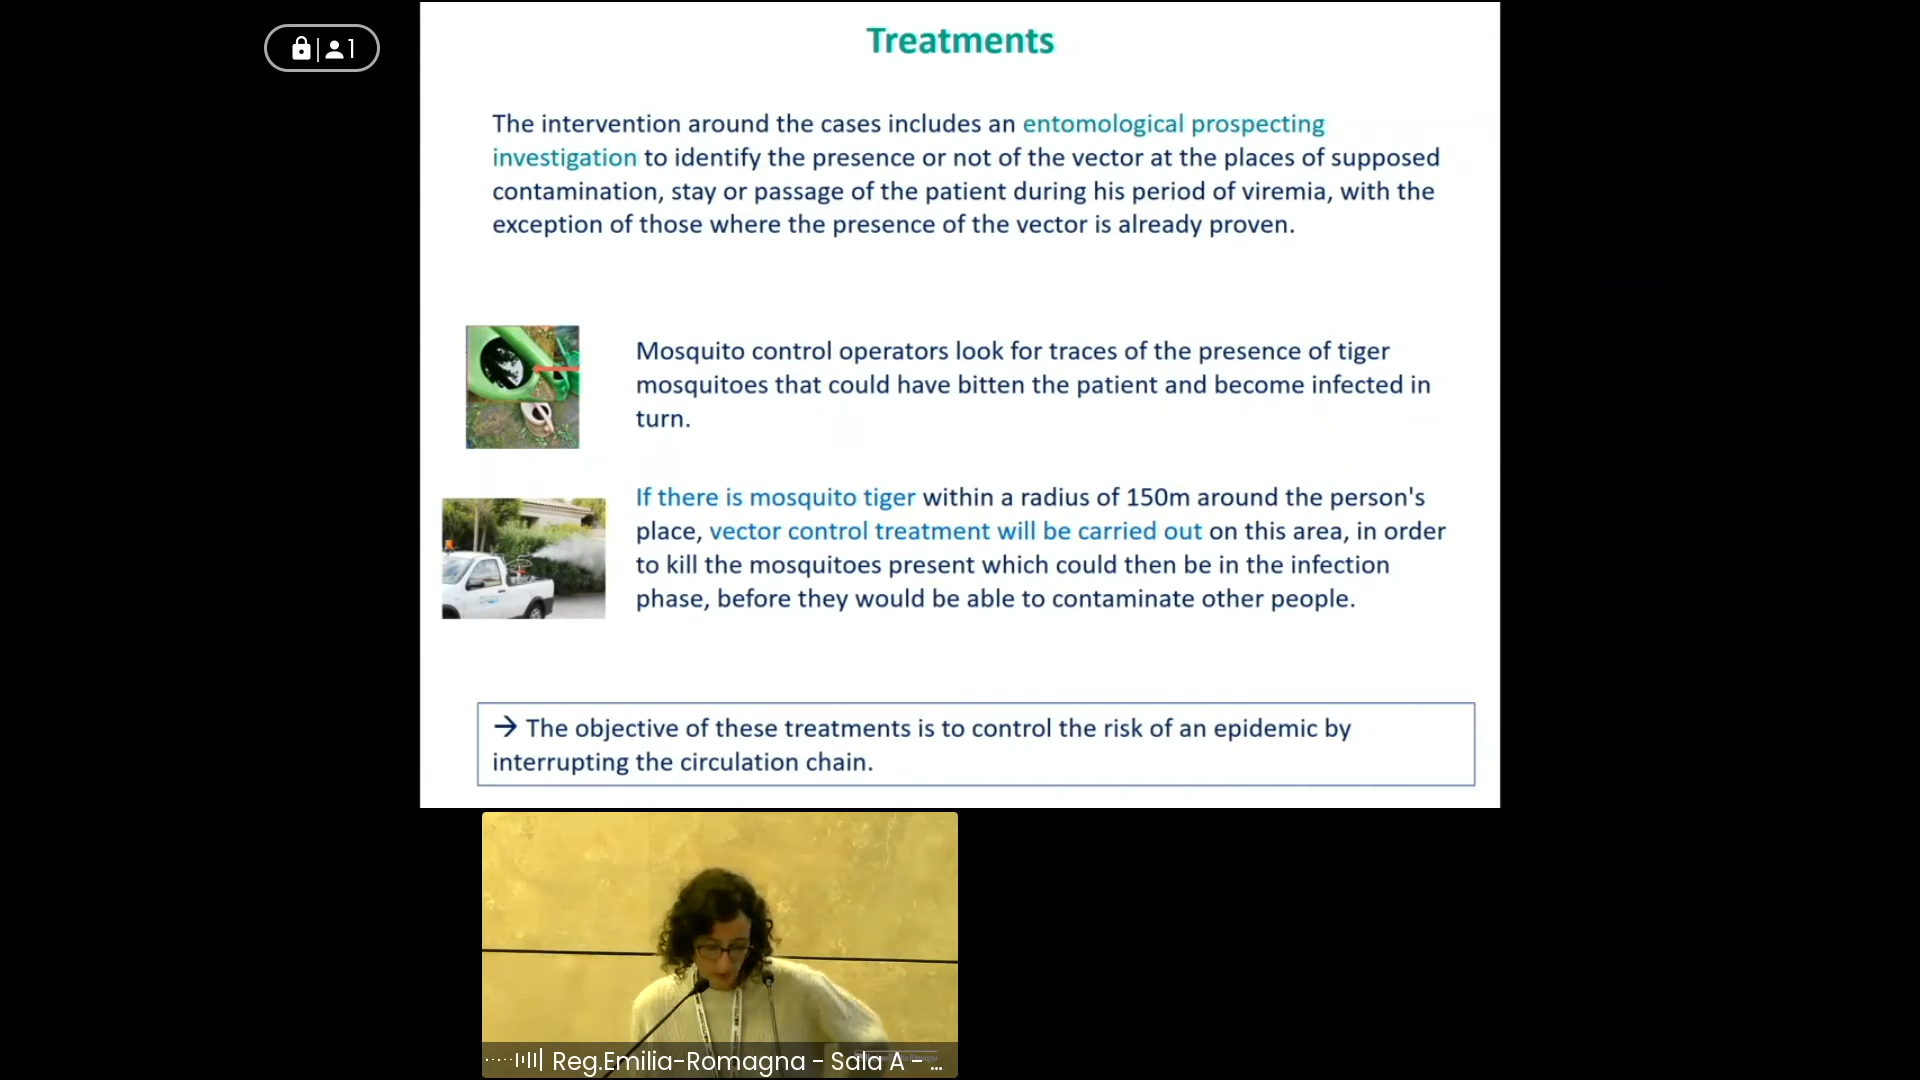 1
Treatments
The intervention around the cases includes an entomological prospecting
investigation to identify the presence or not of the vector at the places of supposed
contamination, stay or passage of the patient during his period of viremia, with the
exception of those where the presence of the vector is already proven.
Mosquito control operators look for traces of the presence of tiger
mosquitoes that could have bitten the patient and become infected in
turn.
If there is mosquito tiger within a radius of 150m around the person's
place, vector control treatment will be carried out on this area, in order
to kill the mosquitoes present which could then be in the infection
phase, before they would be able to contaminate other people.
→ The objective of these treatments is to control the risk of an epidemic by
interrupting the circulation chain.
Reg.Emilia-Romagna - Sala A - ...